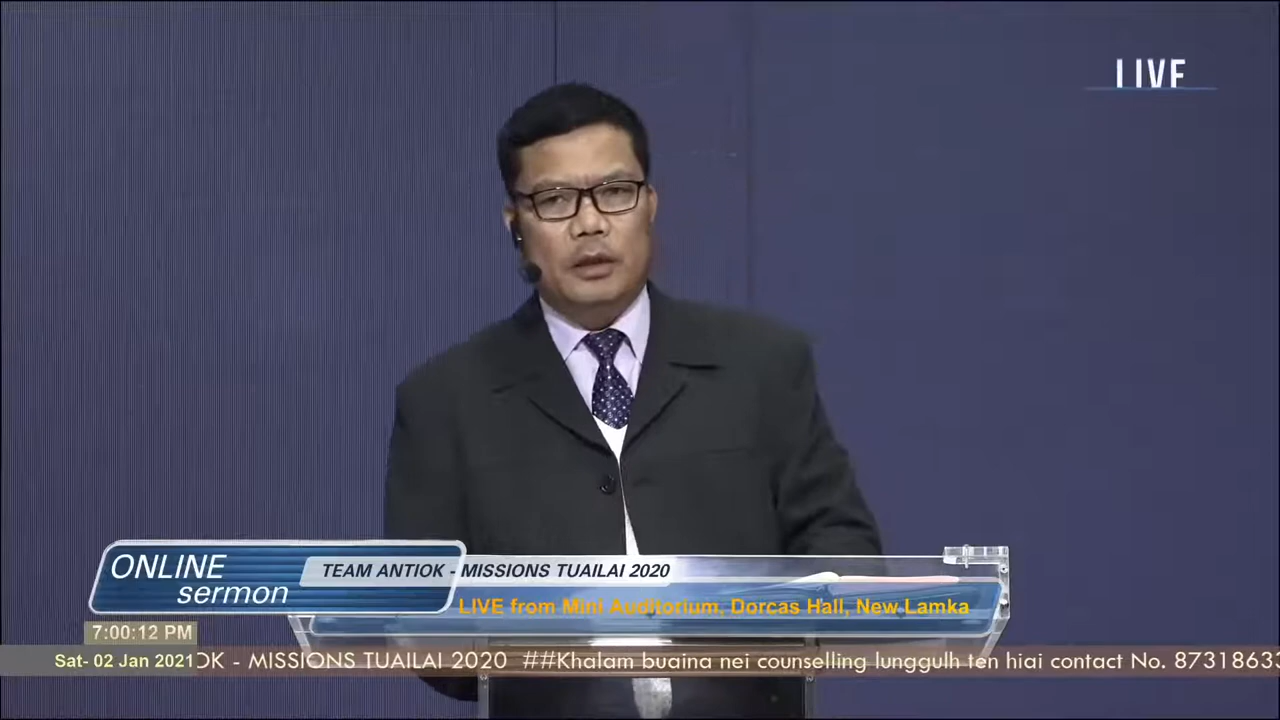 LIVE
ONLINE
sermon
TEAM ANTIOK - MISSIONS TUAILAI 2020
LIVE from Mini Auditorium, Dorcas Hall, New Lamka
7:00:12 PM
Sat- 02 Jan 2021
OK - MISSIONS TUAILAI 2020 ##Khalam buaina nei counselling lunggulh ten hiai contact No. 8731863